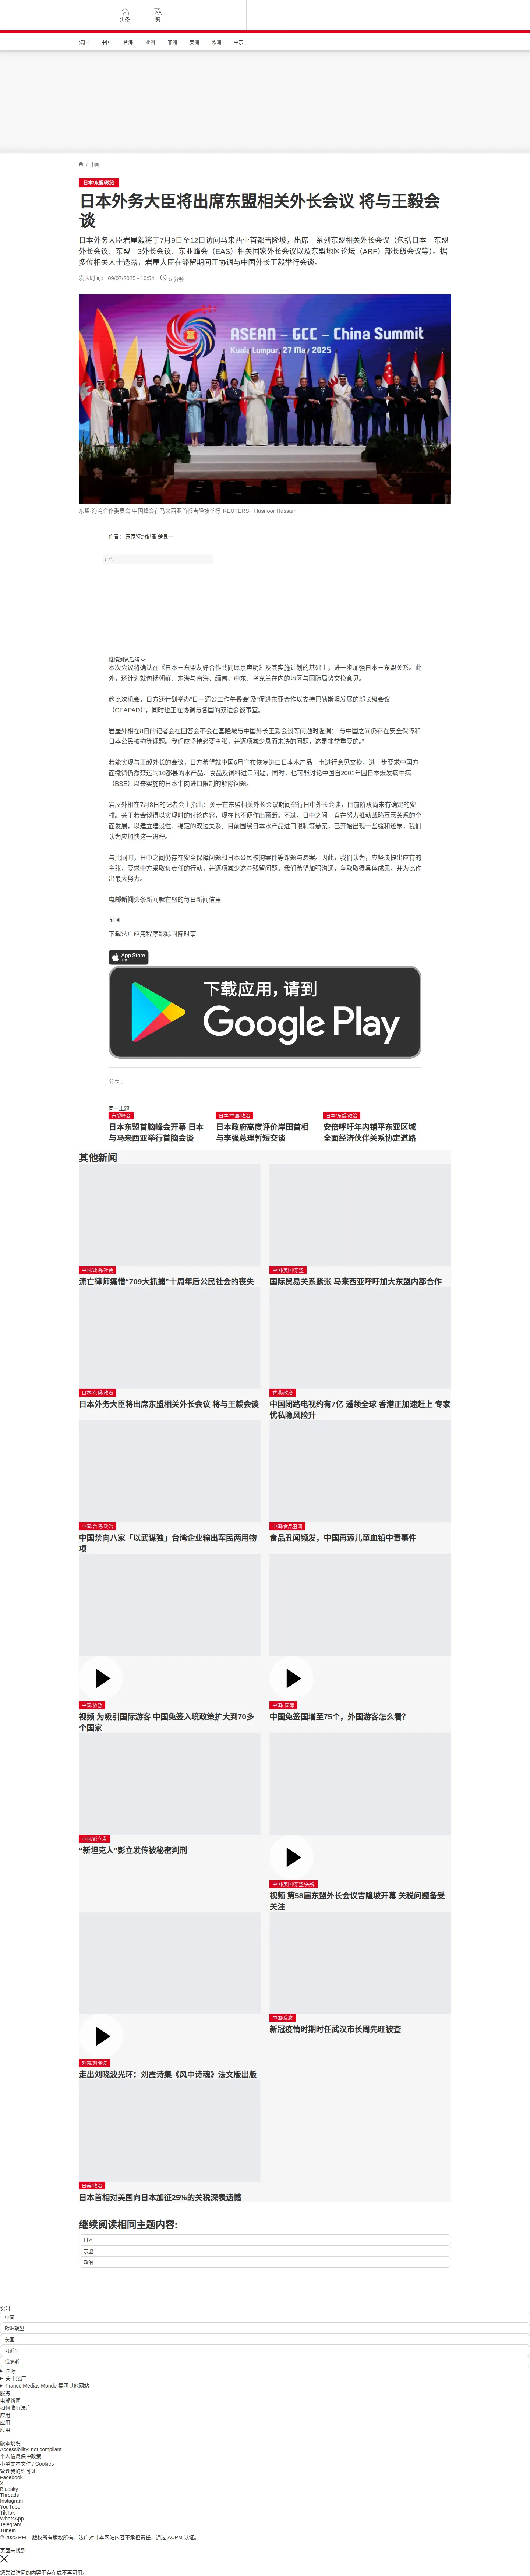 头条
繁
法国
中国
台海
亚洲
非洲
美洲
欧洲
中东
/ 中国
日本/东盟/政治
日本外务大臣将出席东盟相关外长会议 将与王毅会
谈
日本外务大臣岩屋毅将于7月9日至12日访问马来西亚首都吉隆坡，出席一系列东盟相关外长会议（包括日本－东盟
外长会议、东盟＋3外长会议、东亚峰会（EAS）相关国家外长会议以及东盟地区论坛（ARF）部长级会议等）。据
多位相关人士透露，岩屋大臣在滞留期间正协调与中国外长王毅举行会谈。
发表时间： 09/07/2025 - 10:54
5 分钟
ASEAN – GCC – China Summit
Kuala Lumpur, 27 May 2025
东盟-海湾合作委员会-中国峰会在马来西亚首都吉隆坡举行 REUTERS - Hasnoor Hussain
作者： 东京特约记者 楚良一
广告
继续浏览后续
本次会议将确认在《日本－东盟友好合作共同愿景声明》及其实施计划的基础上，进一步加强日本－东盟关系。此
外，还计划就包括朝鲜、东海与南海、缅甸、中东、乌克兰在内的地区与国际局势交换意见。
趁此次机会，日方还计划举办“日－湄公工作午餐会”及“促进东亚合作以支持巴勒斯坦发展的部长级会议
（CEAPAD）”，同时也正在协调与各国的双边会谈事宜。
岩屋外相在8日的记者会在回答会不会在基隆坡与中国外长王毅会谈等问题时强调：“与中国之间仍存在安全保障和
日本公民被拘等课题。我们应坚持必要主张，并逐项减少悬而未决的问题，这是非常重要的。”
若能实现与王毅外长的会谈，日方希望就中国6月宣布恢复进口日本水产品一事进行意见交换，进一步要求中国方
面撤销仍然禁运的10都县的水产品、食品及饲料进口问题，同时，也可能讨论中国自2001年因日本爆发疯牛病
（BSE）以来实施的日本牛肉进口限制的解除问题。
岩屋外相在7月8日的记者会上指出：关于在东盟相关外长会议期间举行日中外长会谈，目前阶段尚未有确定的安
排。关于若会谈得以实现时的讨论内容，现在也不便作出预断。不过，日中之间一直在努力推动战略互惠关系的全
面发展，以建立建设性、稳定的双边关系。目前围绕日本水产品进口限制等悬案，已开始出现一些缓和迹象，我们
认为应加快这一进程。
与此同时，日中之间仍存在安全保障问题和日本公民被拘案件等课题与悬案。因此，我们认为，应坚决提出应有的
主张，要求中方采取负责任的行动，并逐项减少这些残留问题。我们希望加强沟通，争取取得具体成果，并为此作
出最大努力。
电邮新闻头条新闻就在您的每日新闻信里
订阅
下载法广应用程序跟踪国际时事
App Store
下载
下载应用，请到
Google Play
分享 :
同一主题
东盟峰会
日本东盟首脑峰会开幕 日本
与马来西亚举行首脑会谈
日本/中国/政治
日本政府高度评价岸田首相
与李强总理暂短交谈
日本/东盟/政治
安倍呼吁年内铺平东亚区域
全面经济伙伴关系协定道路
其他新闻
中国/政治/社会
流亡律师痛惜“709大抓捕”十周年后公民社会的丧失
中国/美国/东盟
国际贸易关系紧张 马来西亚呼吁加大东盟内部合作
日本/东盟/政治
日本外务大臣将出席东盟相关外长会议 将与王毅会谈
香港/政治
中国闭路电视约有7亿 遥领全球 香港正加速赶上 专家
忧私隐风险升
中国/台湾/政治
中国禁向八家「以武谋独」台湾企业输出军民两用物
项
中国/食品丑闻
食品丑闻频发，中国再添儿童血铅中毒事件
中国/旅游
视频 为吸引国际游客 中国免签入境政策扩大到70多
个国家
中国/ 国际
中国免签国增至75个，外国游客怎么看?
中国/彭立发
“新坦克人”彭立发传被秘密判刑
中国/美国/东盟/关税
视频 第58届东盟外长会议吉隆坡开幕 关税问题备受
关注
刘霞/刘晓波
走出刘晓波光环：刘霞诗集《风中诗魂》法文版出版
中国/反腐
新冠疫情时期时任武汉市长周先旺被查
日美/政治
日本首相对美国向日本加征25%的关税深表遗憾
继续阅读相同主题内容:
日本
东盟
政治
实时
中国
欧洲联盟
美国
习近平
俄罗斯
国际
关于法广
France Médias Monde 集团其他网站
服务
电邮新闻
如何收听法广
应用
应用
应用
版本说明
Accessibility: not compliant
个人信息保护政策
小型文本文件 / Cookies
管理我的许可证
Facebook
X
Bluesky
Threads
Instagram
YouTube
TikTok
WhatsApp
Telegram
TuneIn
© 2025 RFI – 版权所有版权所有。法广对非本网站内容不承担责任。通过 ACPM 认证。
页面未找到
您尝试访问的内容不存在或不再可用。